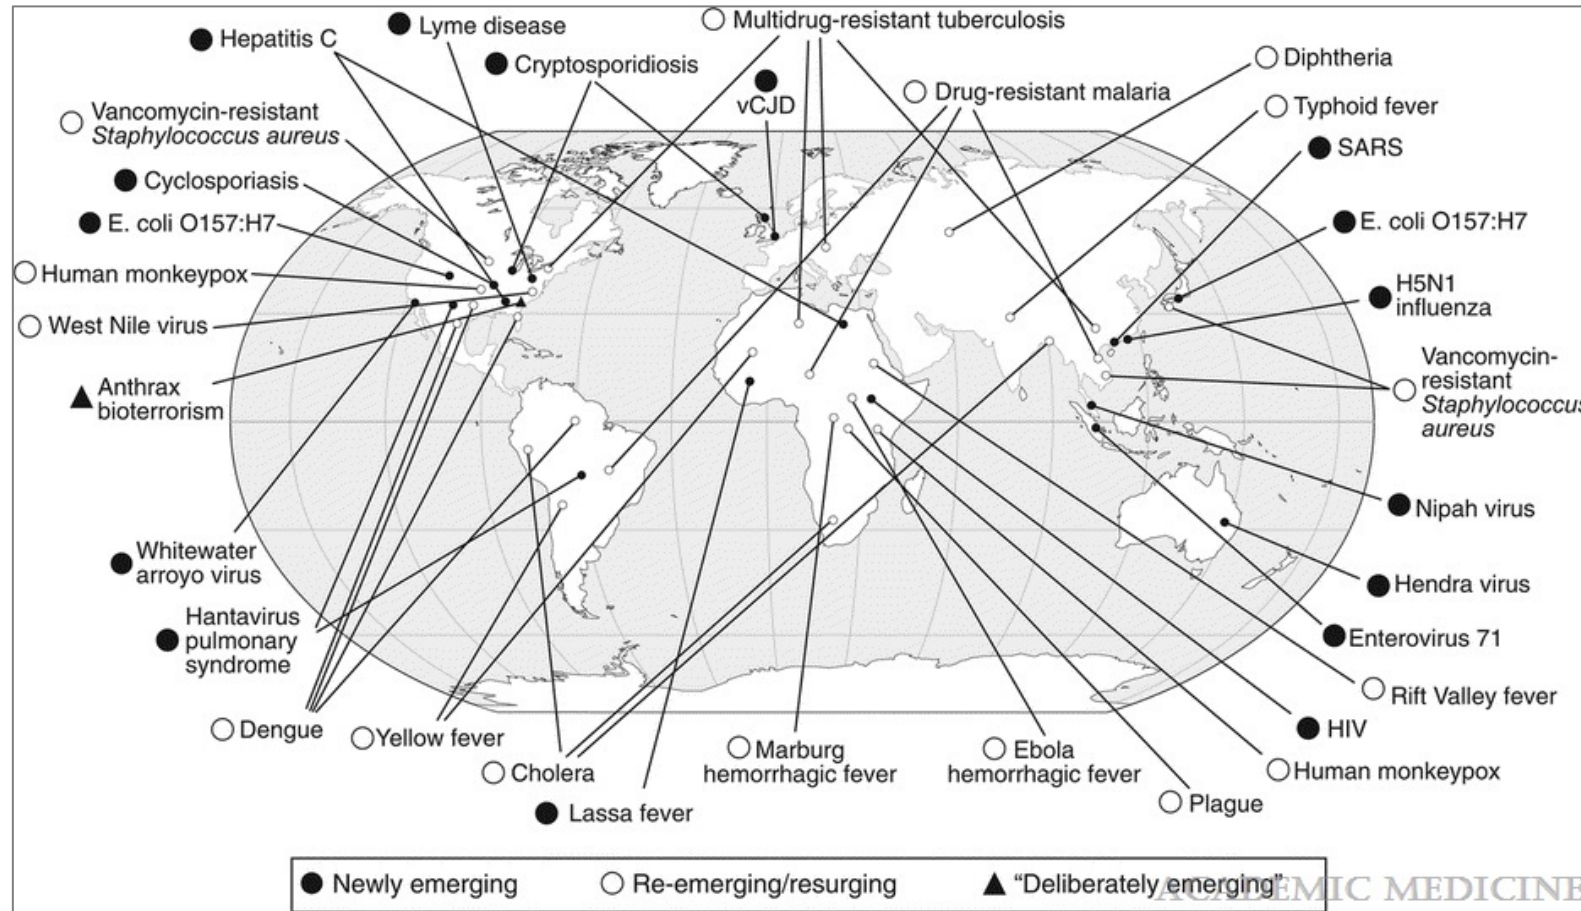 Multidrug-resistant tuberculosis
Lyme disease
Hepatitis C
Cryptosporidiosis
vCJD
Drug-resistant malaria
Diphtheria
Typhoid fever
SARS
Vancomycin-resistant
Staphylococcus aureus
Cyclosporiasis
E. coli O157:H7
Human monkeypox
West Nile virus
Anthrax
bioterrorism
E. coli O157:H7
H5N1
influenza
Vancomycin-
resistant
Staphylococcus
aureus
Nipah virus
Hendra virus
Enterovirus 71
Rift Valley fever
HIV
Human monkeypox
Plague
Ebola
hemorrhagic fever
Marburg
hemorrhagic fever
Whitewater
arroyo virus
Hantavirus
pulmonary
syndrome
Dengue
Yellow fever
Cholera
Lassa fever
Newly emerging
Re-emerging/resurging
"Deliberately emerging"
ACADEMIC MEDICINE